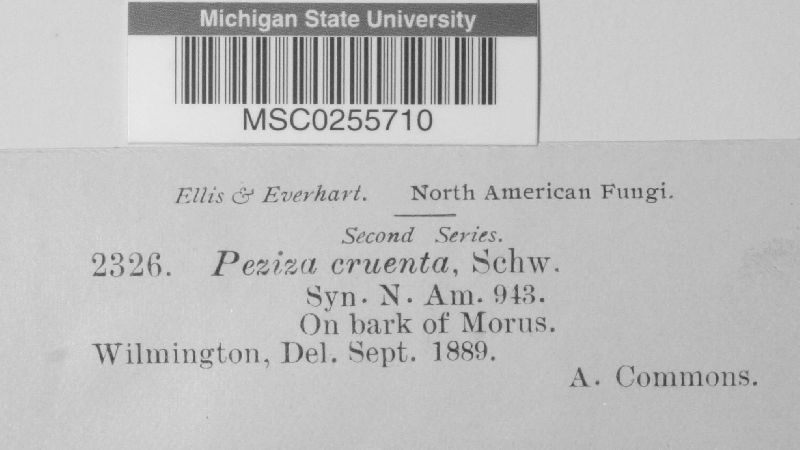 Michigan State University
MSC0255710
Ellis & Everhart. North American Fungi.
Second Series.
2326. Peziza cruenta, Schw.
Syn. N. Am. 943.
On bark of Morus.
Wilmington, Del. Sept. 1889.
A. Commons.